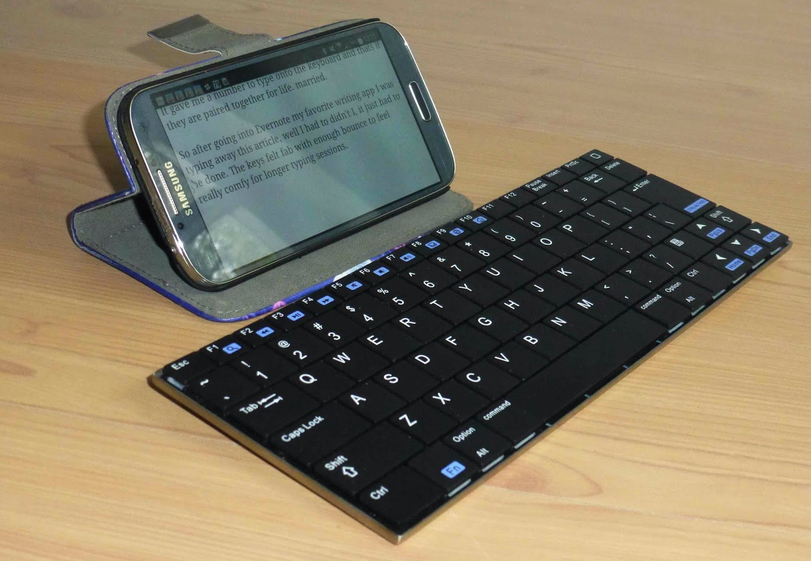 it gave me a number to type onto the keyboard and thats it
they are paired together for life, married.
So after going into Evernote my favorite writing app I was
typing away this article, well I had to didn't I, it just had to
be done. The keys felt fab with enough bounce to feel
really comfy for longer typing sessions.
SAMSUNG
Esc F1 F2 F3 F4 F5 F6 F7 F8 F9 F10 F11 F12 Pause Break Insert Delete
~ ` ! 1 @ 2 # 3 $ 4 % 5 ^ 6 & 7 * 8 ( 9 ) 0 _ - + = Back
Tab Q W E R T Y U I O P { [ } ] Enter
Caps Lock A S D F G H J K L : ; " ' | \
Shift Z X C V B N M < , > . ? / Shift
Ctrl Fn Option Alt command command Option Alt Ctrl